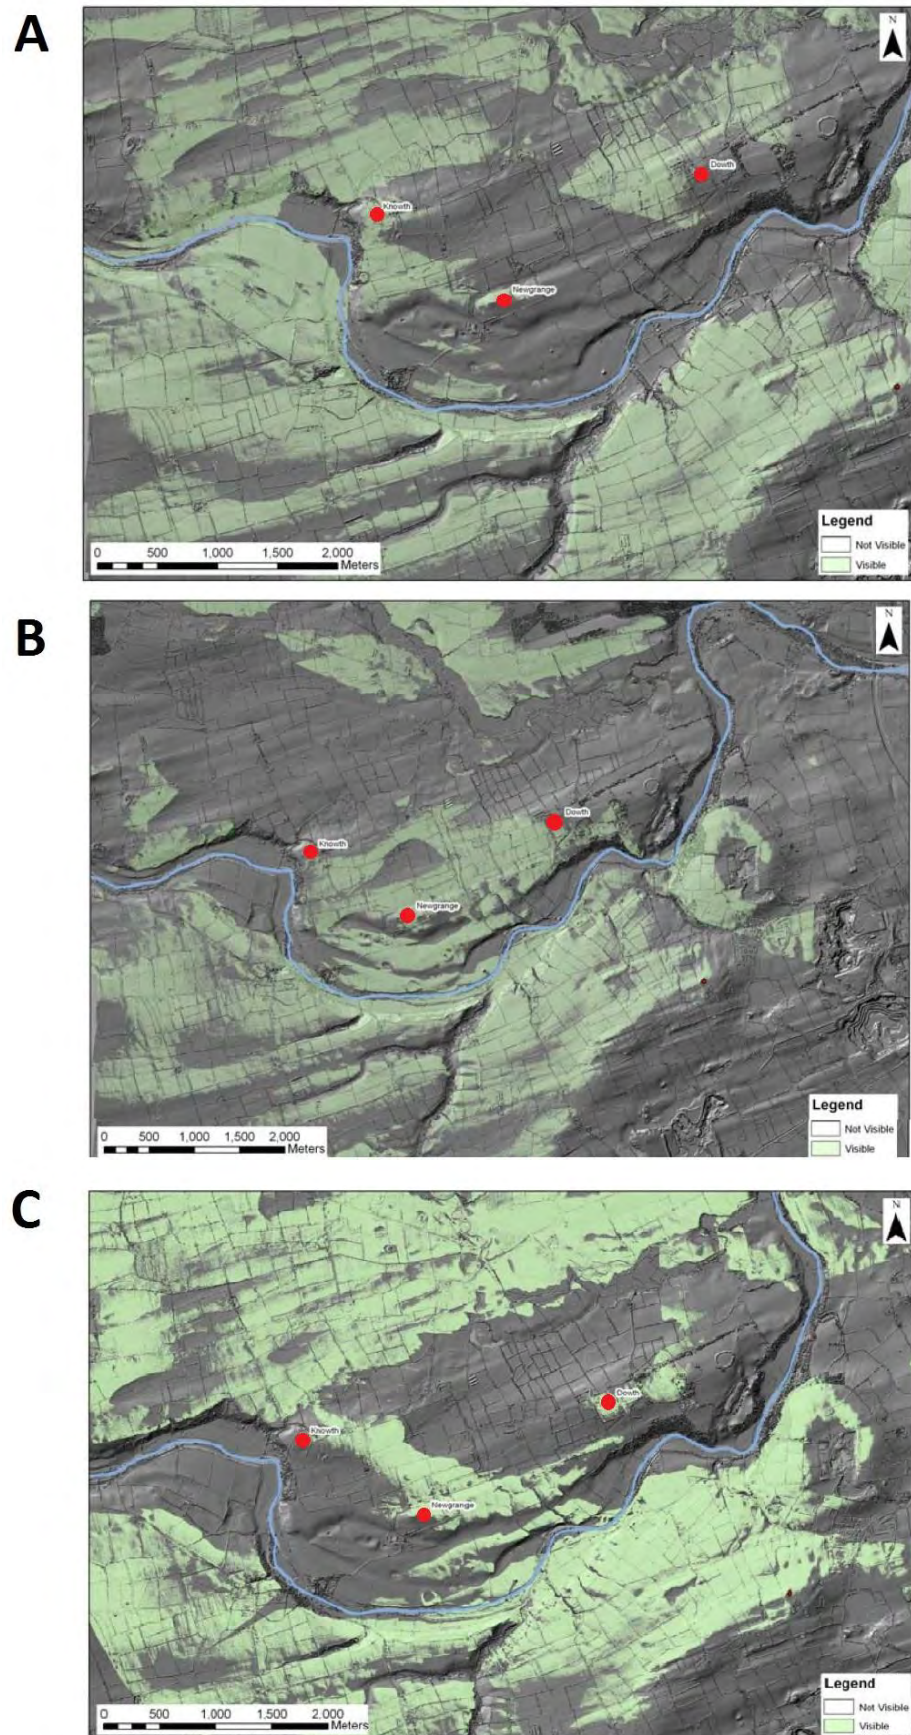 A
N
Dowth
Knowth
Newgrange
Legend
Not Visible
Visible
0 500 1,000 1,500 2,000
Meters
B
N
Dowth
Knowth
Newgrange
Legend
Not Visible
Visible
0 500 1,000 1,500 2,000
Meters
C
N
Dowth
Knowth
Newgrange
Legend
Not Visible
Visible
0 500 1,000 1,500 2,000
Meters